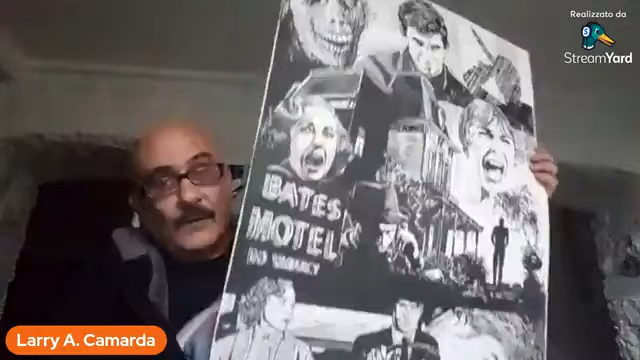 Realizzato da
StreamYard
BATES
MOTEL
NO VACANCY
Larry A. Camarda